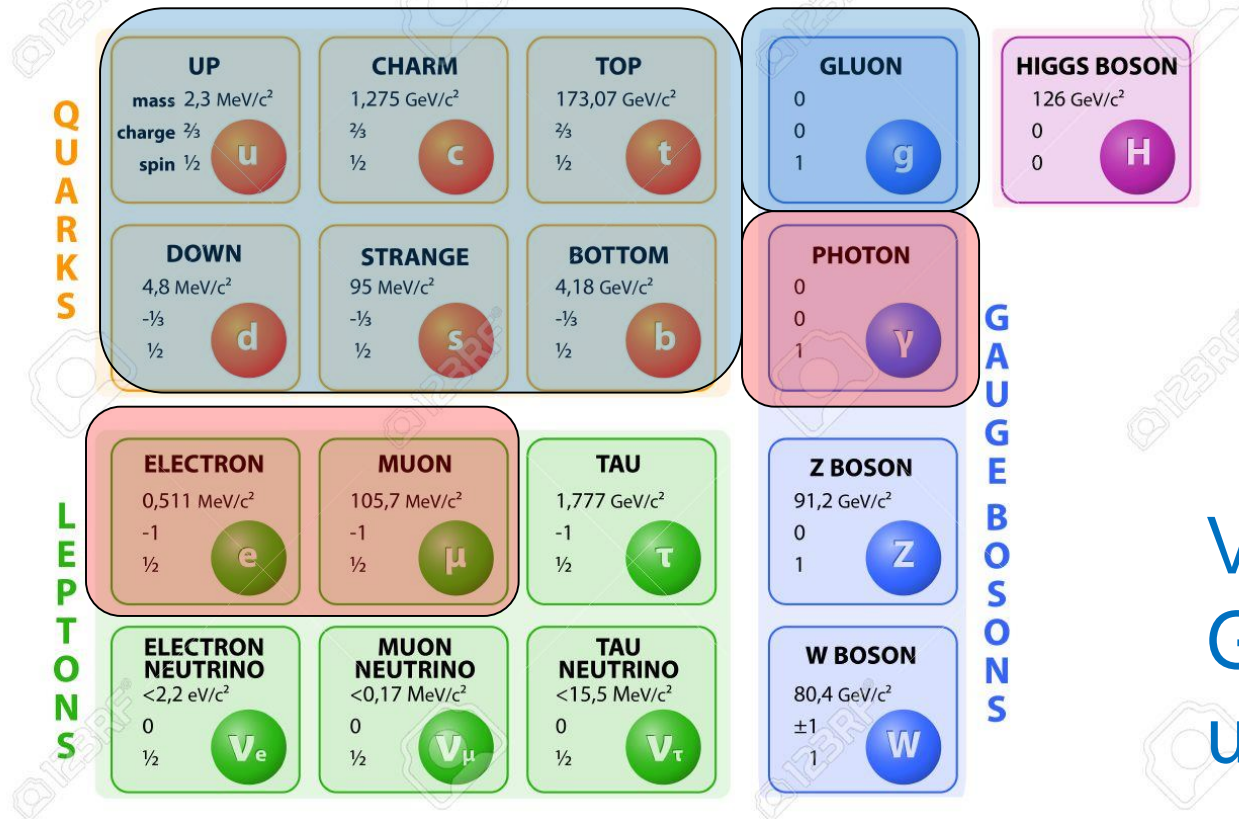 QUARKS
UP
mass 2,3 MeV/c²
charge ⅔
spin ½
u
CHARM
1,275 GeV/c²
⅔
½
c
TOP
173,07 GeV/c²
⅔
½
t
GLUON
0
0
1
g
HIGGS BOSON
126 GeV/c²
0
0
H
DOWN
4,8 MeV/c²
-⅓
½
d
STRANGE
95 MeV/c²
-⅓
½
s
BOTTOM
4,18 GeV/c²
-⅓
½
b
PHOTON
0
0
1
γ
GAUGE BOSONS
LEPTONS
ELECTRON
0,511 MeV/c²
-1
½
e
MUON
105,7 MeV/c²
-1
½
μ
TAU
1,777 GeV/c²
-1
½
τ
Z BOSON
91,2 GeV/c²
0
1
Z
ELECTRON
NEUTRINO
<2,2 eV/c²
0
½
νe
MUON
NEUTRINO
<0,17 MeV/c²
0
½
νμ
TAU
NEUTRINO
<15,5 MeV/c²
0
½
ντ
W BOSON
80,4 GeV/c²
±1
1
W
123RF